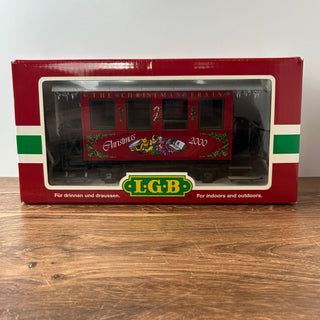 THE CHRISTMAS TRAIN
Christmas 2000
LGB
Für drinnen und draussen. For indoors and outdoors.